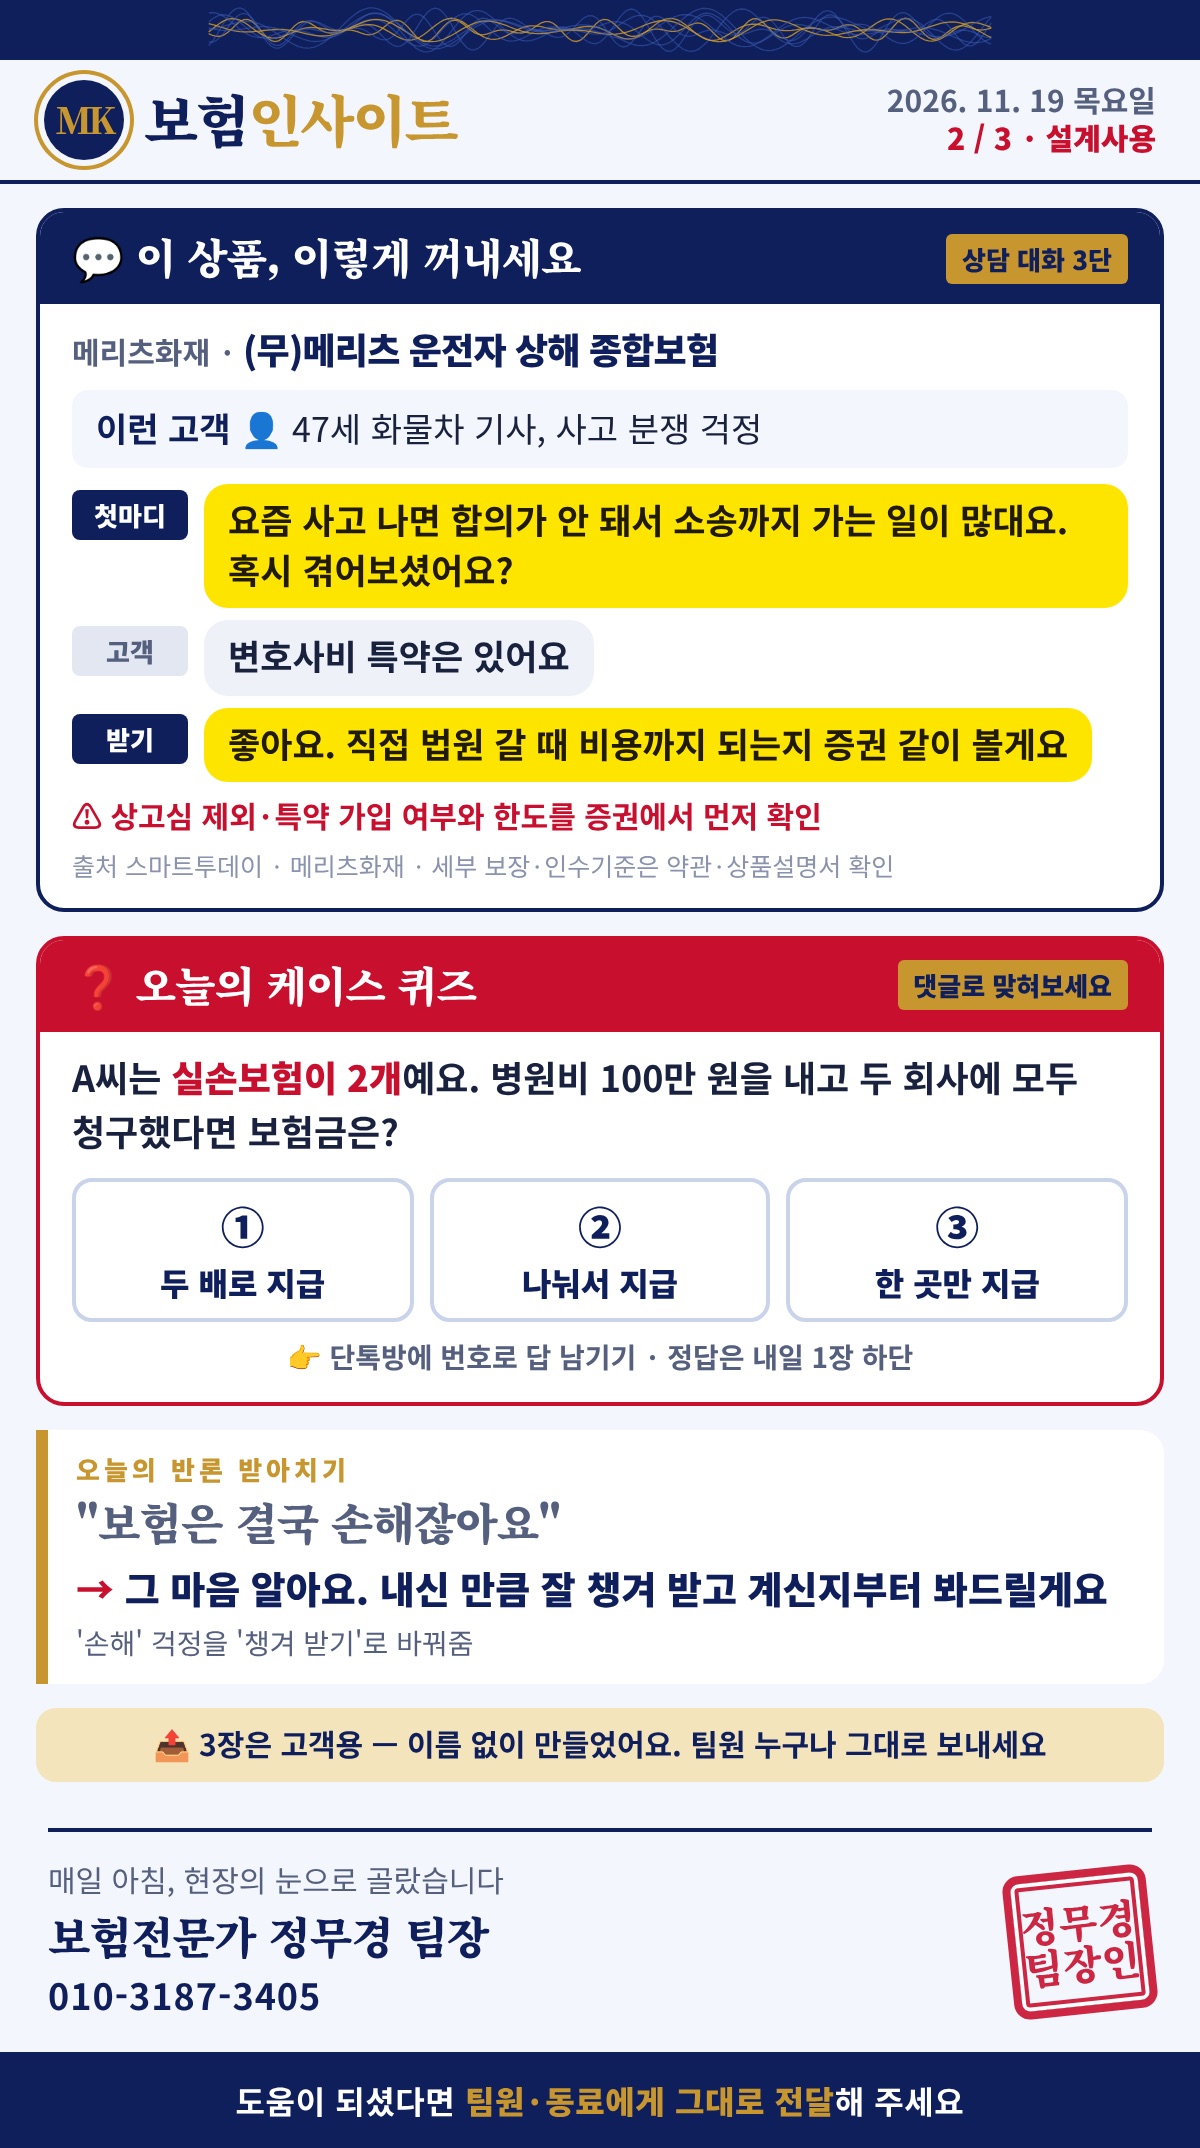 MK 보험인사이트
2026. 11. 19 목요일
2 / 3 · 설계사용
💬 이 상품, 이렇게 꺼내세요
상담 대화 3단
메리츠화재 · (무)메리츠 운전자 상해 종합보험
이런 고객 👤 47세 화물차 기사, 사고 분쟁 걱정
첫마디
요즘 사고 나면 합의가 안 돼서 소송까지 가는 일이 많대요.
혹시 겪어보셨어요?
고객
변호사비 특약은 있어요
받기
좋아요. 직접 법원 갈 때 비용까지 되는지 증권 같이 볼게요
⚠ 상고심 제외·특약 가입 여부와 한도를 증권에서 먼저 확인
출처 스마트투데이 · 메리츠화재 · 세부 보장·인수기준은 약관·상품설명서 확인
❓ 오늘의 케이스 퀴즈
댓글로 맞혀보세요
A씨는 실손보험이 2개예요. 병원비 100만 원을 내고 두 회사에 모두
청구했다면 보험금은?
①
두 배로 지급
②
나눠서 지급
③
한 곳만 지급
👉 단톡방에 번호로 답 남기기 · 정답은 내일 1장 하단
오늘의 반론 받아치기
"보험은 결국 손해잖아요"
→ 그 마음 알아요. 내신 만큼 잘 챙겨 받고 계신지부터 봐드릴게요
'손해' 걱정을 '챙겨 받기'로 바꿔줌
📤 3장은 고객용 — 이름 없이 만들었어요. 팀원 누구나 그대로 보내세요
매일 아침, 현장의 눈으로 골랐습니다
보험전문가 정무경 팀장
010-3187-3405
정무경
팀장인
도움이 되셨다면 팀원·동료에게 그대로 전달해 주세요